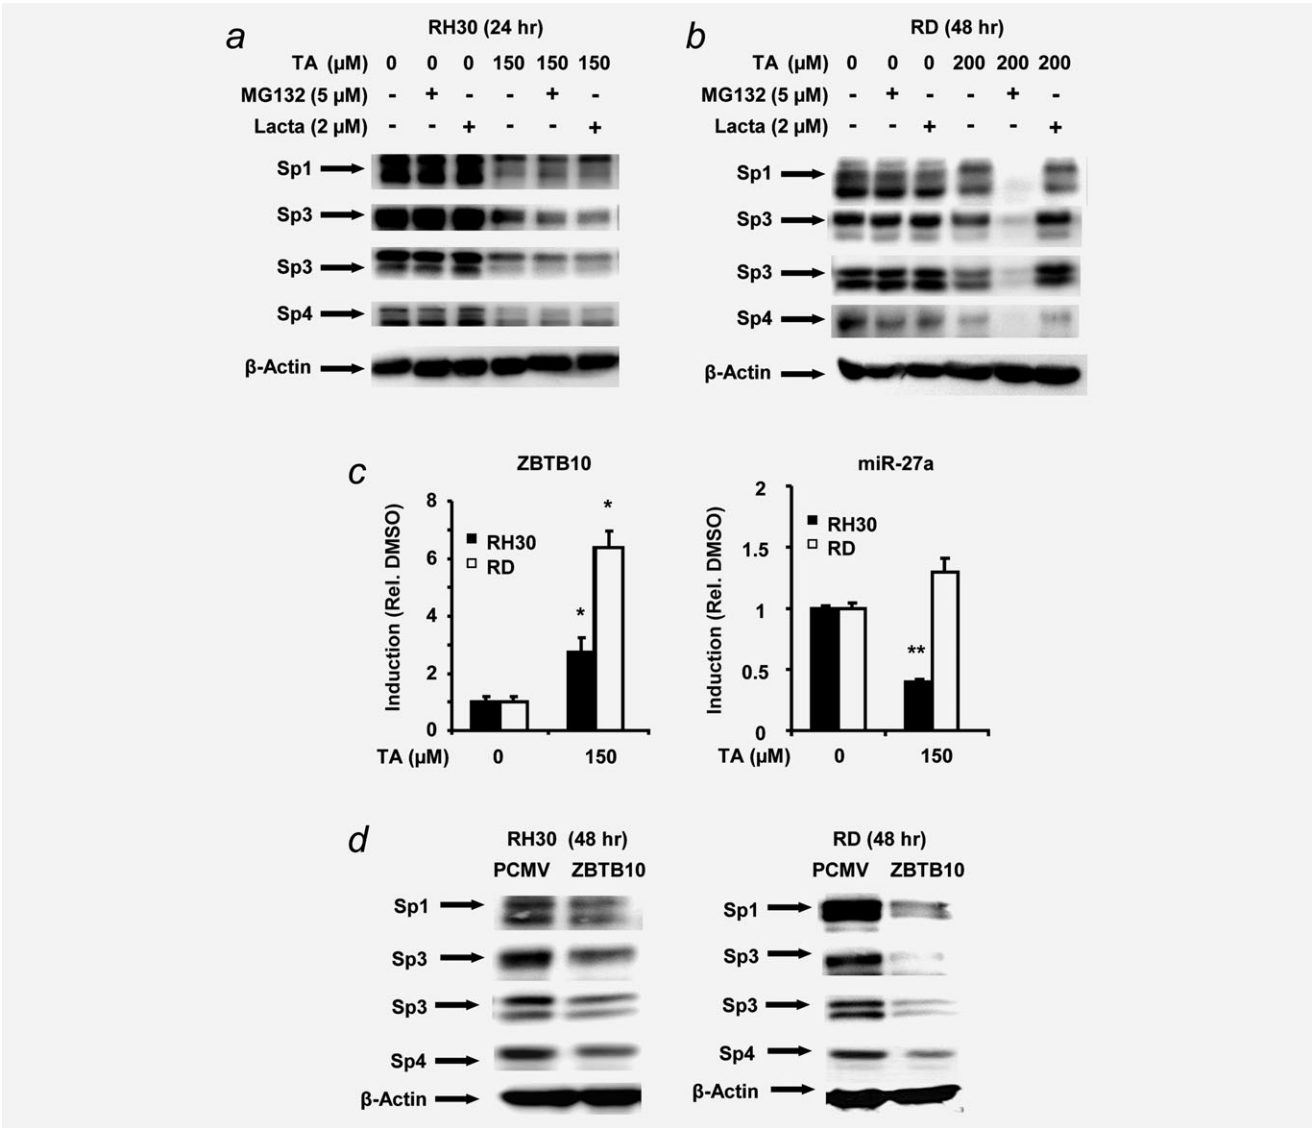 a
RH30 (24 hr)
TA (µM) 0 0 0 150 150 150
MG132 (5 µM) - + - - + -
Lacta (2 µM) - - + - - +
Sp1
Sp3
Sp3
Sp4
β-Actin
b
RD (48 hr)
TA (µM) 0 0 0 200 200 200
MG132 (5 µM) - + - - + -
Lacta (2 µM) - - + - - +
Sp1
Sp3
Sp3
Sp4
β-Actin
c
ZBTB10
Induction (Rel. DMSO)
8
6
4
2
0
RH30
RD
*
*
TA (µM) 0 150
miR-27a
Induction (Rel. DMSO)
2
1.5
1
0.5
0
RH30
RD
**
TA (µM) 0 150
d
RH30 (48 hr)
PCMV ZBTB10
Sp1
Sp3
Sp3
Sp4
β-Actin
RD (48 hr)
PCMV ZBTB10
Sp1
Sp3
Sp3
Sp4
β-Actin